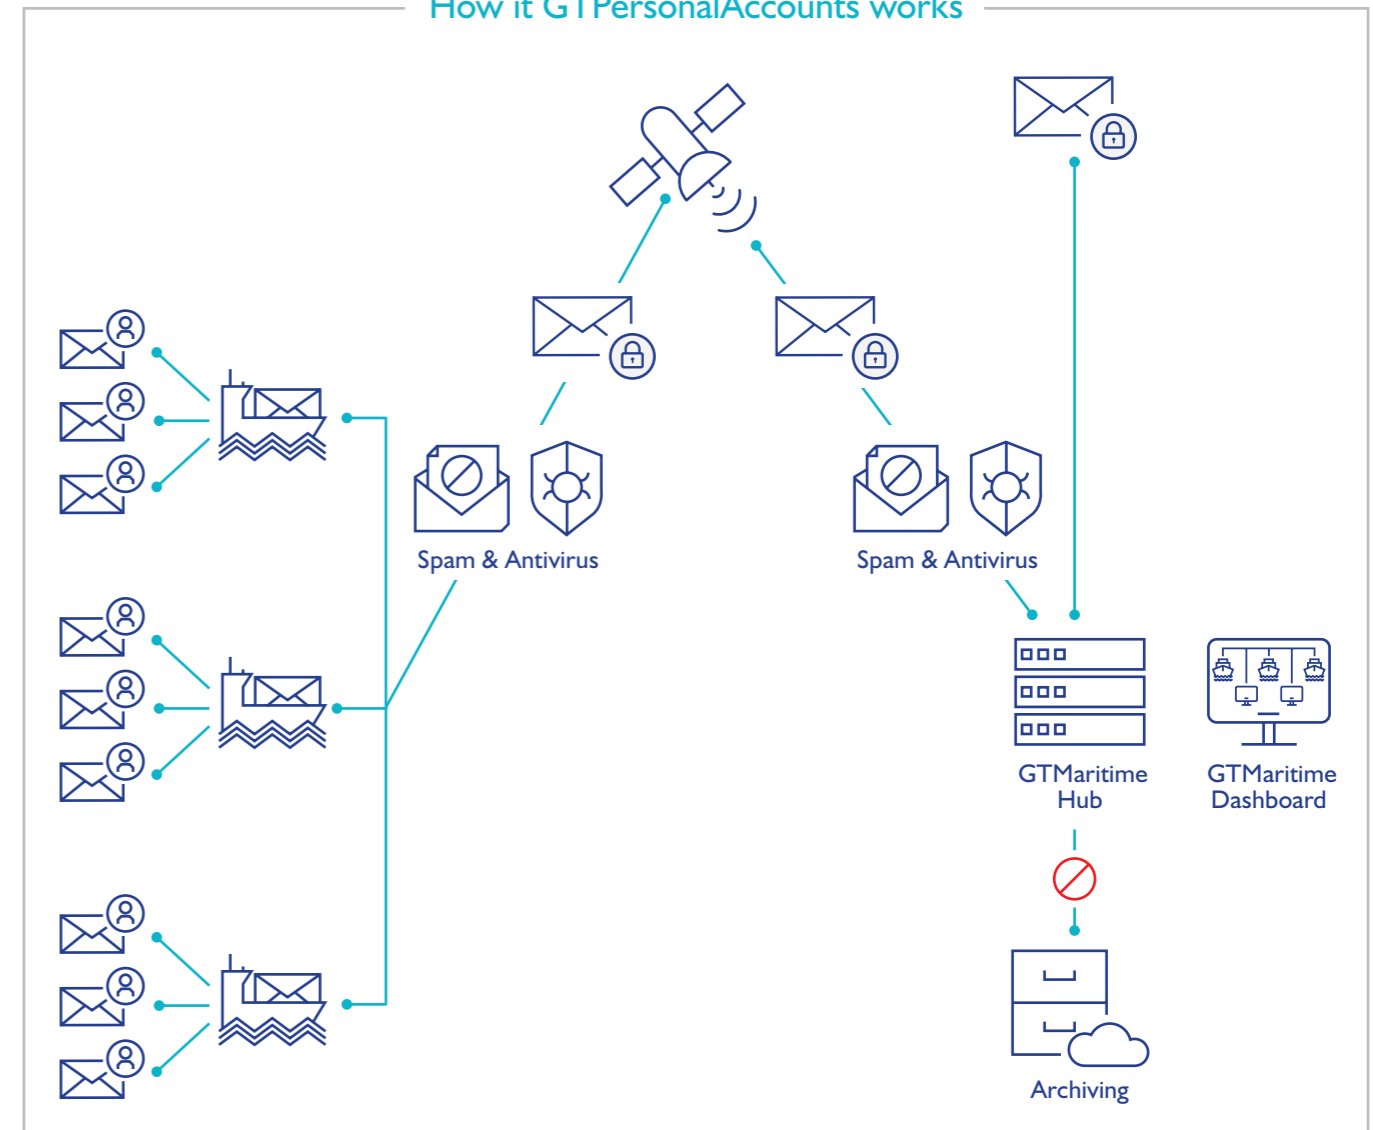 How it GTPersonalAccounts works
Spam & Antivirus
Spam & Antivirus
GTMaritime
Hub
GTMaritime
Dashboard
Archiving